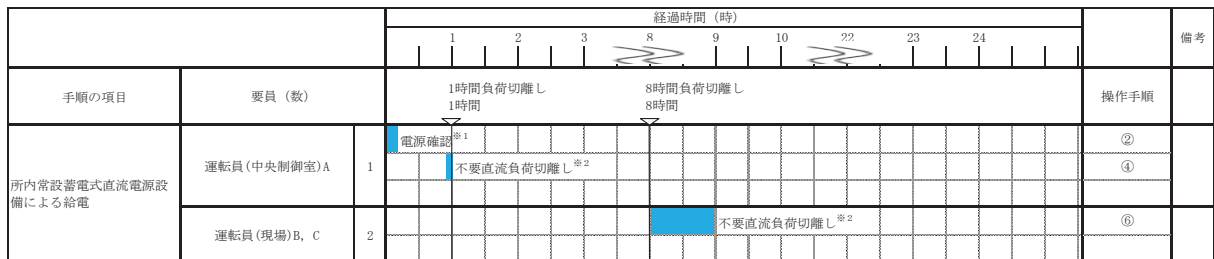 経過時間（時）
備考
1 2 3 8 9 10 22 23 24
手順の項目
要員（数）
1時間負荷切離し
1時間
8時間負荷切離し
8時間
操作手順
所内常設蓄電式直流電源設
備による給電
運転員(中央制御室)A
1
電源確認※1
②
不要直流負荷切離し※2
④
運転員(現場)B, C
2
不要直流負荷切離し※2
⑥